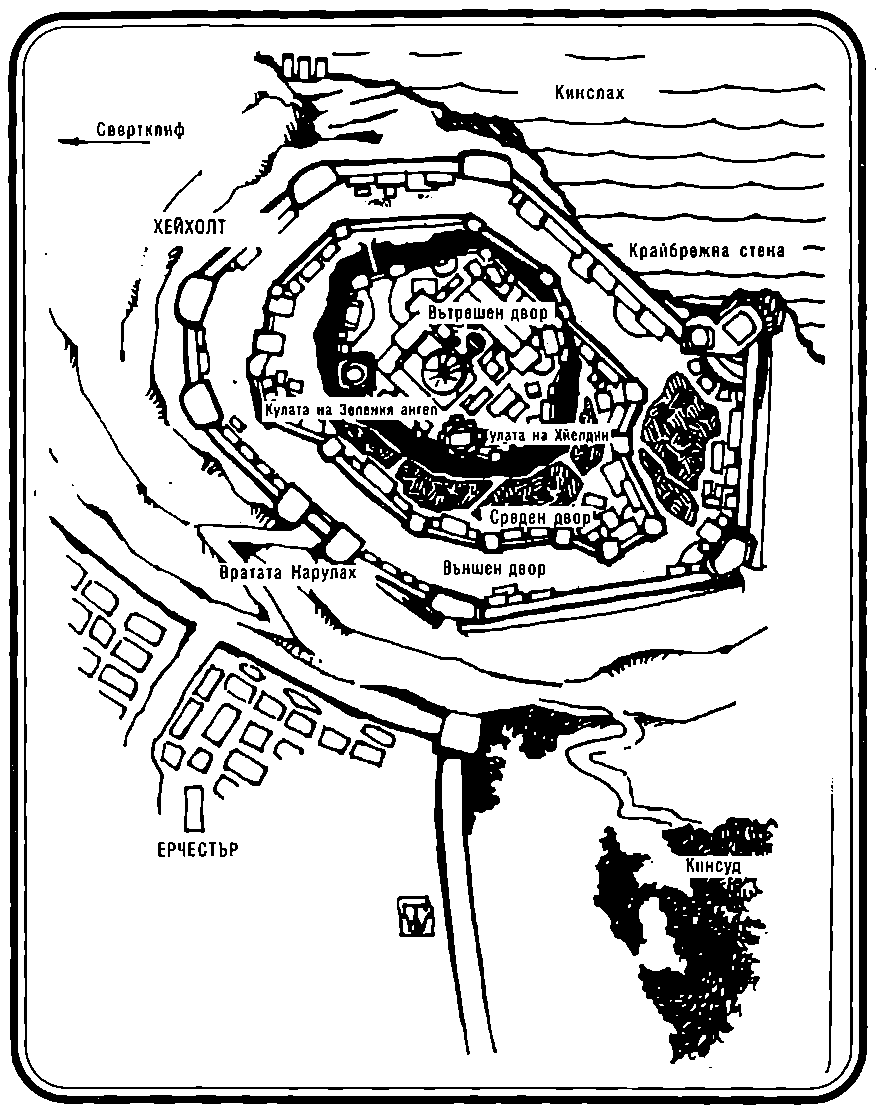 Кинслах
Свертклиф
ХЕЙХОЛТ
Крайбрежна стена
Вътрешен двор
Кулата на Зеления ангел
Кулата на Хйелдин
Среден двор
Външен двор
Вратата Нарулах
ЕРЧЕСТЪР
Кинсуд